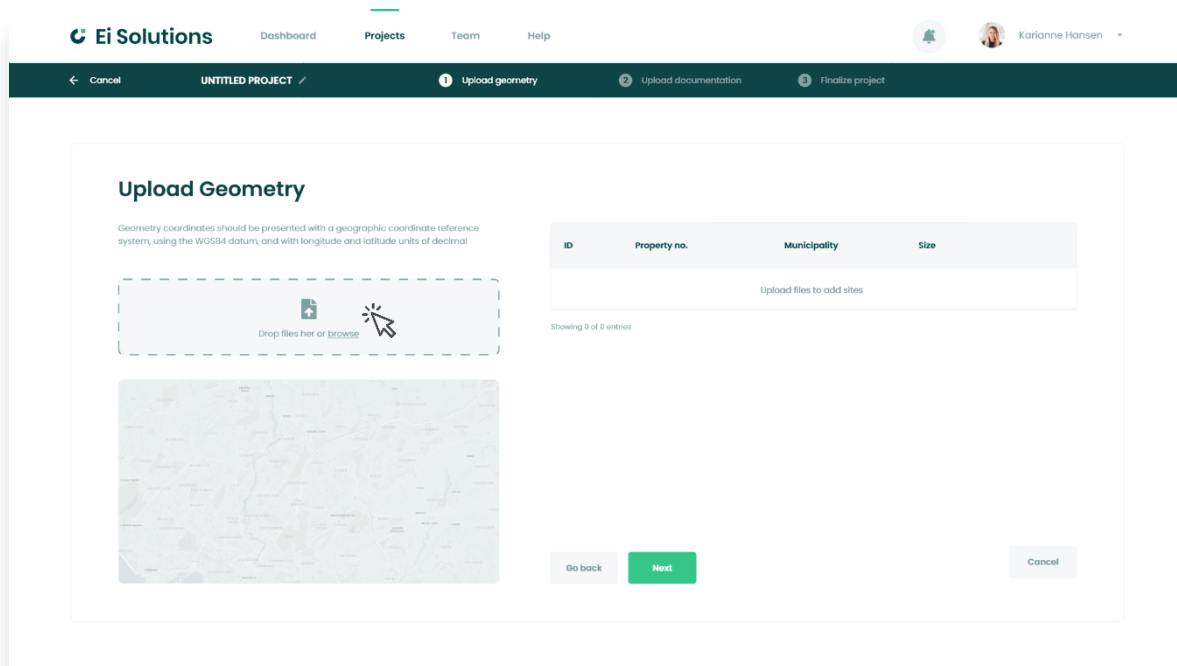 Ei Solutions
Dashboard
Projects
Team
Help
Karianne Hansen
Cancel
UNTITLED PROJECT
1 Upload geometry
2 Upload documentation
3 Finalize project
Upload Geometry
Geometry coordinates should be presented with a geographic coordinate reference
system, using the WGS84 datum, and with longitude and latitude units of decimal
ID
Property no.
Municipality
Size
Upload files to add sites
Showing 0 of 0 entries
Drop files her or browse
Go back
Next
Cancel